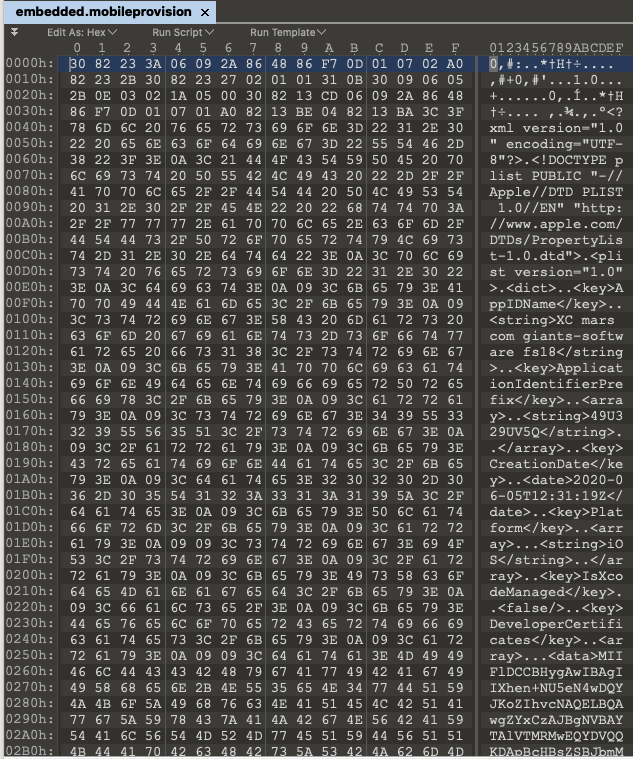 embedded.mobileprovision ×
Edit As: Hex Run Script Run Template
0 1 2 3 4 5 6 7 8 9 A B C D E F 0123456789ABCDEF
0000h: 30 82 23 3A 06 09 2A 86 48 86 F7 0D 01 07 02 A0 0‚#:..*†H†÷....
0010h: 82 23 2B 30 82 23 27 02 01 01 31 0B 30 09 06 05 ‚#+0‚#'...1.0...
0020h: 2B 0E 03 02 1A 05 00 30 82 13 CD 06 09 2A 86 48 +......0‚.Í..*†H
0030h: 86 F7 0D 01 07 01 A0 82 13 BE 04 82 13 BA 3C 3F †÷.... ‚.¾.‚.º<?
0040h: 78 6D 6C 20 76 65 72 73 69 6F 6E 3D 22 31 2E 30 xml version="1.0
0050h: 22 20 65 6E 63 6F 64 69 6E 67 3D 22 55 54 46 2D " encoding="UTF-
0060h: 38 22 3F 3E 0A 3C 21 44 4F 43 54 59 50 45 20 70 8"?>.<!DOCTYPE p
0070h: 6C 69 73 74 20 50 55 42 4C 49 43 20 22 2D 2F 2F list PUBLIC "-//
0080h: 41 70 70 6C 65 2F 2F 44 54 44 20 50 4C 49 53 54 Apple//DTD PLIST
0090h: 20 31 2E 30 2F 2F 45 4E 22 20 22 68 74 74 70 3A 1.0//EN" "http:
00A0h: 2F 2F 77 77 77 2E 61 70 70 6C 65 2E 63 6F 6D 2F //www.apple.com/
00B0h: 44 54 44 73 2F 50 72 6F 70 65 72 74 79 4C 69 73 DTDs/PropertyLis
00C0h: 74 2D 31 2E 30 2E 64 74 64 22 3E 0A 3C 70 6C 69 t-1.0.dtd">.<pli
00D0h: 73 74 20 76 65 72 73 69 6F 6E 3D 22 31 2E 30 22 st version="1.0"
00E0h: 3E 0A 3C 64 69 63 74 3E 0A 09 3C 6B 65 79 3E 41 >.<dict>..<key>A
00F0h: 70 70 49 44 4E 61 6D 65 3C 2F 6B 65 79 3E 0A 09 ppIDName</key>..
0100h: 3C 73 74 72 69 6E 67 3E 58 43 20 6D 61 72 73 20 <string>XC mars
0110h: 63 6F 6D 20 67 69 61 6E 74 73 2D 73 6F 66 74 77 com giants-softw
0120h: 61 72 65 20 66 73 31 38 3C 2F 73 74 72 69 6E 67 are fs18</string
0130h: 3E 0A 09 3C 6B 65 79 3E 41 70 70 6C 69 63 61 74 >..<key>Applicat
0140h: 69 6F 6E 49 64 65 6E 74 69 66 69 65 72 50 72 65 ionIdentifierPre
0150h: 66 69 78 3C 2F 6B 65 79 3E 0A 09 3C 61 72 72 61 fix</key>..<arra
0160h: 79 3E 0A 09 3C 73 74 72 69 6E 67 3E 34 39 55 33 y>..<string>49U3
0170h: 32 39 55 56 35 51 3C 2F 73 74 72 69 6E 67 3E 0A 29UV5Q</string>.
0180h: 09 3C 2F 61 72 72 61 79 3E 0A 09 3C 6B 65 79 3E .</array>..<key>
0190h: 43 72 65 61 74 69 6F 6E 44 61 74 65 3C 2F 6B 65 CreationDate</ke
01A0h: 79 3E 0A 09 3C 64 61 74 65 3E 32 30 32 30 2D 30 y>..<date>2020-0
01B0h: 36 2D 30 35 54 31 32 3A 33 31 3A 31 39 5A 3C 2F 6-05T12:31:19Z</
01C0h: 64 61 74 65 3E 0A 09 3C 6B 65 79 3E 50 6C 61 74 date>..<key>Plat
01D0h: 66 6F 72 6D 3C 2F 6B 65 79 3E 0A 09 3C 61 72 72 form</key>..<arr
01E0h: 61 79 3E 0A 09 09 3C 73 74 72 69 6E 67 3E 69 4F ay>...<string>iO
01F0h: 53 3C 2F 73 74 72 69 6E 67 3E 0A 09 3C 2F 61 72 S</string>..</ar
0200h: 72 61 79 3E 0A 09 3C 6B 65 79 3E 49 73 58 63 6F ray>..<key>IsXco
0210h: 64 65 4D 61 6E 61 67 65 64 3C 2F 6B 65 79 3E 0A deManaged</key>.
0220h: 09 3C 66 61 6C 73 65 2F 3E 0A 09 3C 6B 65 79 3E .<false/>..<key>
0230h: 44 65 76 65 6C 6F 70 65 72 43 65 72 74 69 66 69 DeveloperCertifi
0240h: 63 61 74 65 73 3C 2F 6B 65 79 3E 0A 09 3C 61 72 cates</key>..<ar
0250h: 72 61 79 3E 0A 09 09 3C 64 61 74 61 3E 4D 49 49 ray>...<data>MII
0260h: 46 6C 44 43 43 42 48 79 67 41 77 49 42 41 67 49 FlDCCBHygAwIBAgI
0270h: 49 58 68 65 6E 2B 4E 55 35 65 4E 34 77 44 51 59 IXhen+NU5eN4wDQY
0280h: 4A 4B 6F 5A 49 68 76 63 4E 41 51 45 4C 42 51 41 JKoZIhvcNAQELBQA
0290h: 77 67 5A 59 78 43 7A 41 4A 42 67 4E 56 42 41 59 wgZYxCzAJBgNVBAY
02A0h: 54 41 6C 56 54 4D 52 4D 77 45 51 59 44 56 51 51 TAlVTMRMwEQYDVQQ
02B0h: 4B 44 41 70 42 63 48 42 73 5A 53 42 4A 62 6D 4D KDApBcHBsZSBJbmM